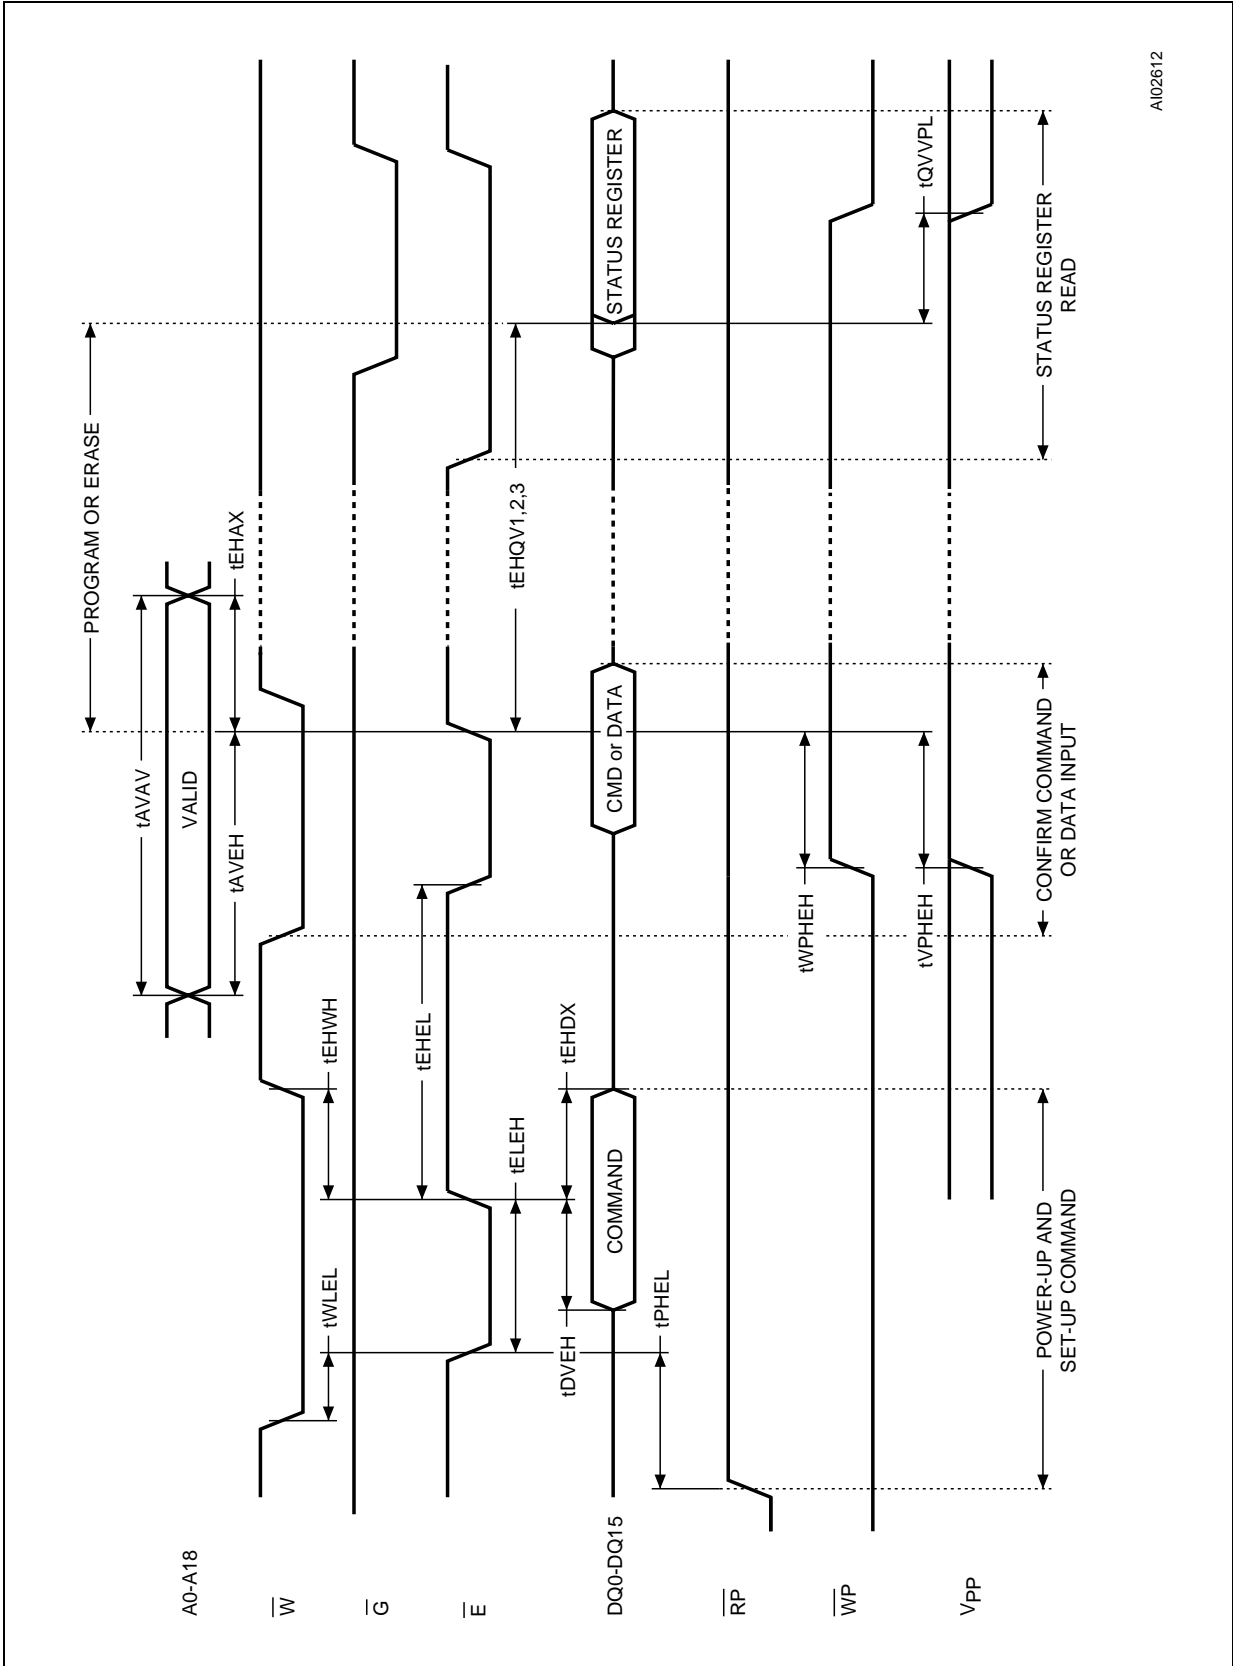 A0-A18
VALID
tAVAV
tAVEH
tEHAX
PROGRAM OR ERASE
W
tWLEL
tEHWH
G
E
tEHEL
tELEH
tEHQV1,2,3
tDVEH
tEHDX
DQ0-DQ15
COMMAND
CMD or DATA
STATUS REGISTER
tPHEL
RP
WP
tWPHEH
VPP
tVPHEH
tQVVPL
POWER-UP AND
SET-UP COMMAND
CONFIRM COMMAND
OR DATA INPUT
STATUS REGISTER
READ
AI02612